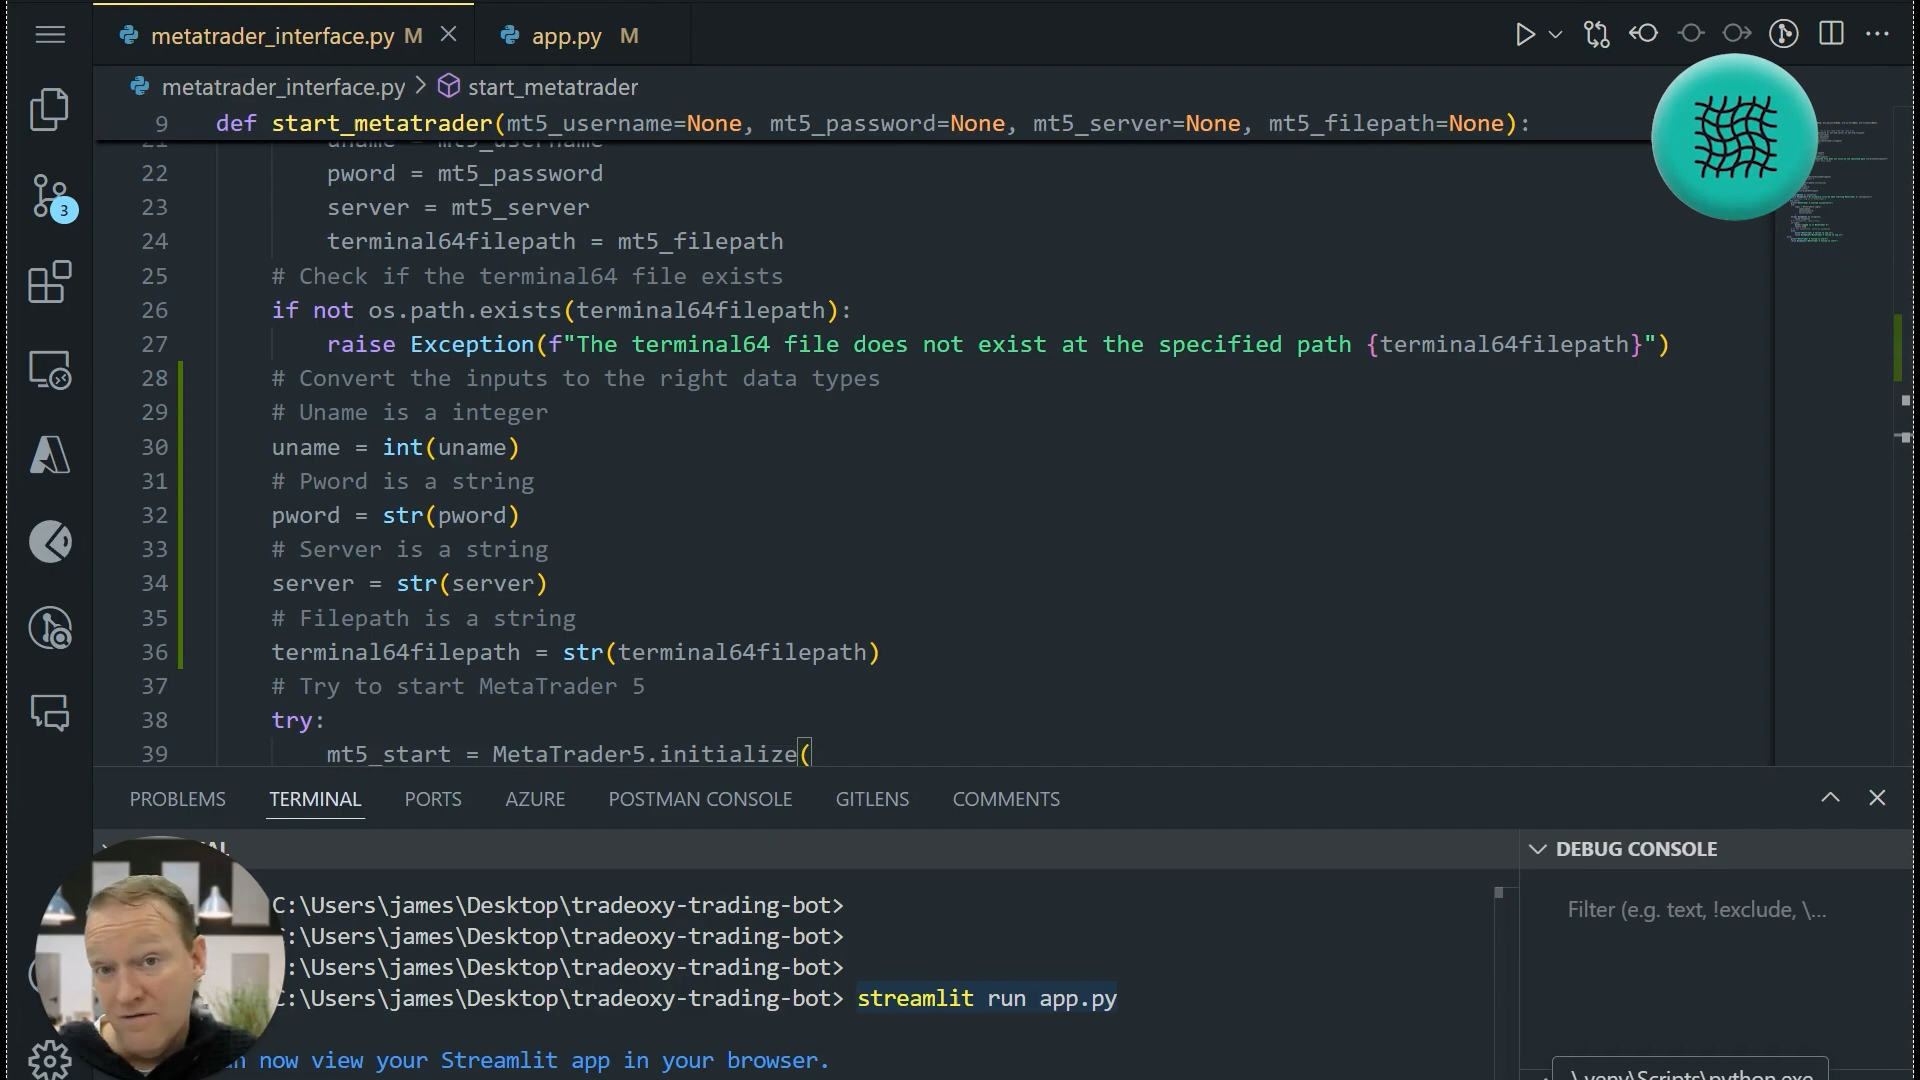 metatrader_interface.py M
app.py M
metatrader_interface.py > start_metatrader
9 def start_metatrader(mt5_username=None, mt5_password=None, mt5_server=None, mt5_filepath=None):
21 uname = mt5_username
22 pword = mt5_password
23 server = mt5_server
24 terminal64filepath = mt5_filepath
25 # Check if the terminal64 file exists
26 if not os.path.exists(terminal64filepath):
27 raise Exception(f"The terminal64 file does not exist at the specified path {terminal64filepath}")
28 # Convert the inputs to the right data types
29 # Uname is a integer
30 uname = int(uname)
31 # Pword is a string
32 pword = str(pword)
33 # Server is a string
34 server = str(server)
35 # Filepath is a string
36 terminal64filepath = str(terminal64filepath)
37 # Try to start MetaTrader 5
38 try:
39 mt5_start = MetaTrader5.initialize(
3
PROBLEMS TERMINAL PORTS AZURE POSTMAN CONSOLE GITLENS COMMENTS
DEBUG CONSOLE
Filter (e.g. text, !exclude, \...
C:\Users\james\Desktop\tradeoxy-trading-bot>
:\Users\james\Desktop\tradeoxy-trading-bot>
:\Users\james\Desktop\tradeoxy-trading-bot>
C:\Users\james\Desktop\tradeoxy-trading-bot> streamlit run app.py
now view your Streamlit app in your browser.